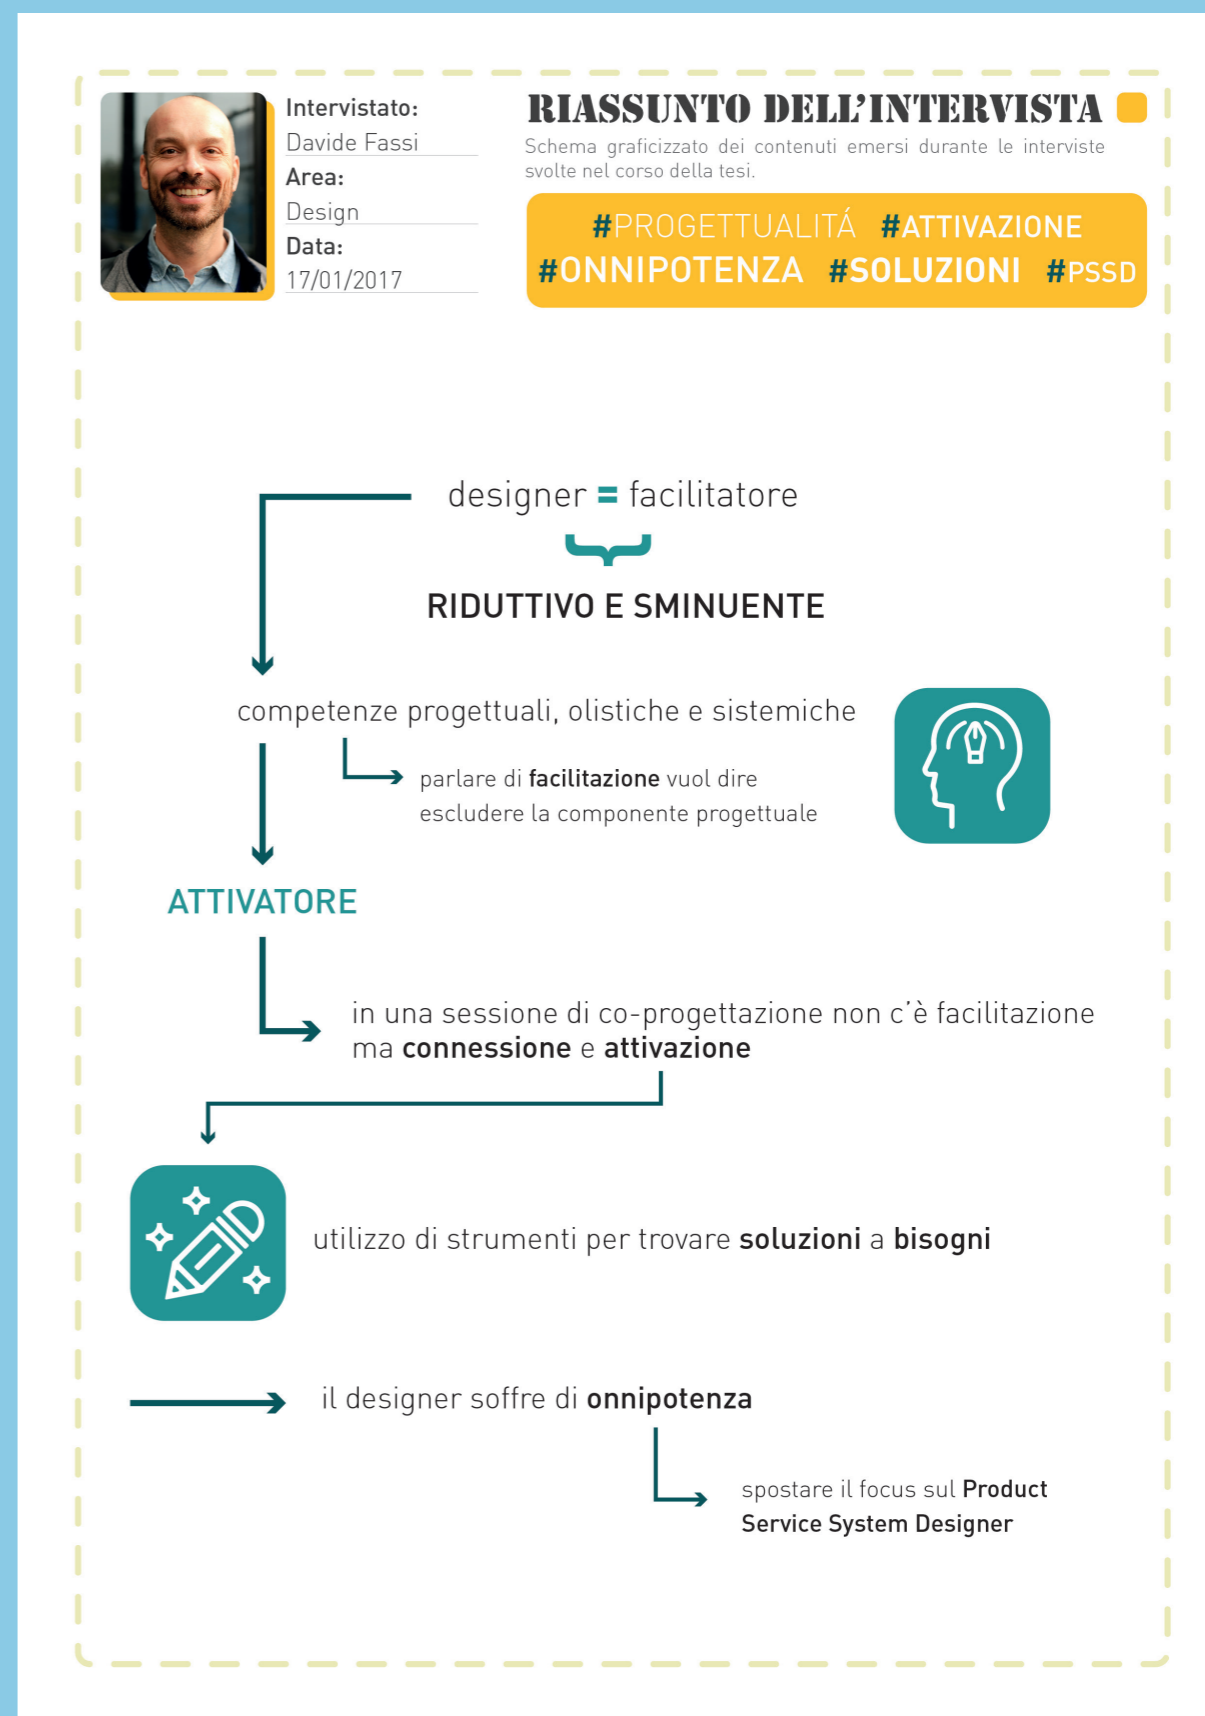 Intervistato:
Davide Fassi
Area:
Design
Data:
17/01/2017
RIASSUNTO DELL'INTERVISTA
Schema graficizzato dei contenuti emersi durante le interviste
svolte nel corso della tesi.
#PROGETTUALITÁ #ATTIVAZIONE
#ONNIPOTENZA #SOLUZIONI #PSSD
designer = facilitatore
RIDUTTIVO E SMINUENTE
competenze progettuali, olistiche e sistemiche
parlare di facilitazione vuol dire
escludere la componente progettuale
ATTIVATORE
in una sessione di co-progettazione non c'è facilitazione
ma connessione e attivazione
utilizzo di strumenti per trovare soluzioni a bisogni
il designer soffre di onnipotenza
spostare il focus sul Product
Service System Designer